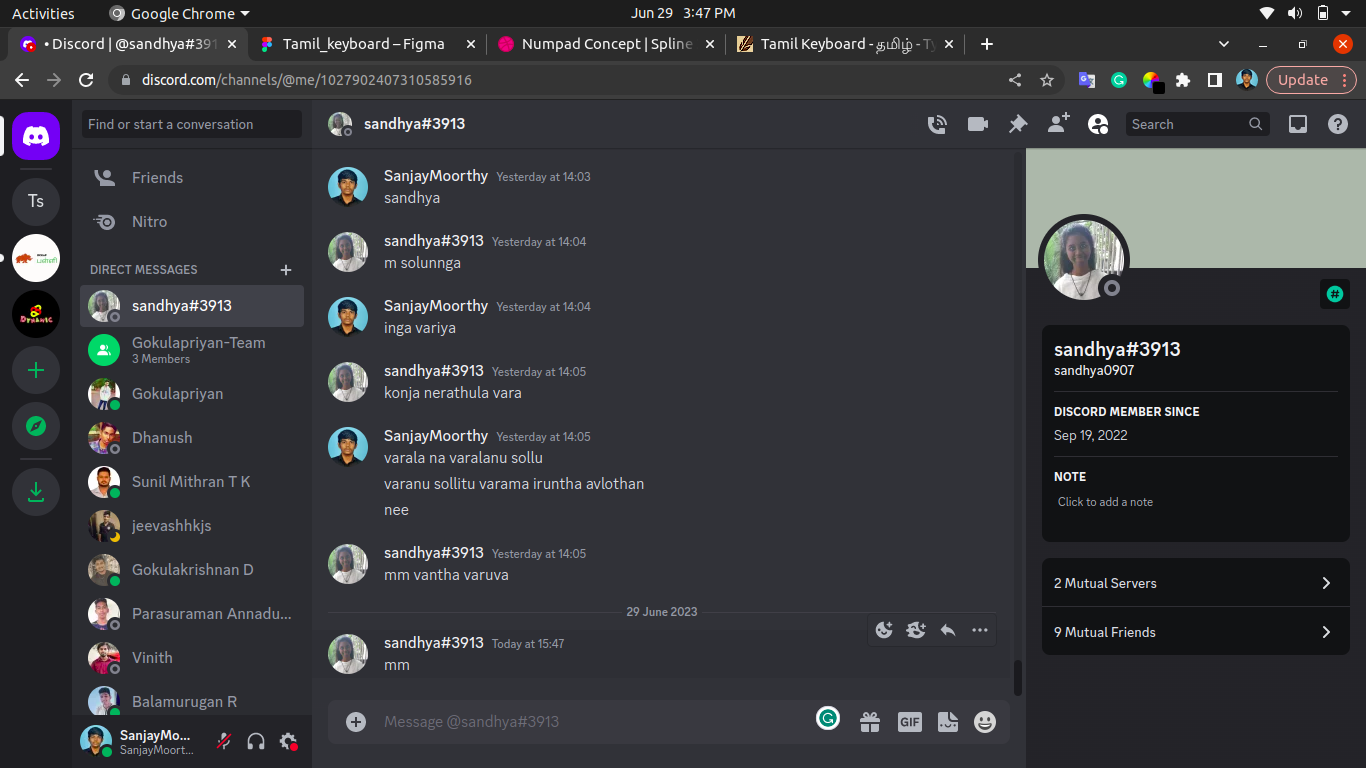 Activities
Google Chrome
Jun 29 3:47 PM
• Discord | @sandhya#391
Tamil_keyboard – Figma
Numpad Concept | Spline
Tamil Keyboard - தமிழ் - Ty
discord.com/channels/@me/1027902407310585916
Update
Find or start a conversation
Friends
Nitro
DIRECT MESSAGES
sandhya#3913
Gokulapriyan-Team
3 Members
Gokulapriyan
Dhanush
Sunil Mithran T K
jeevashhkjs
Gokulakrishnan D
Parasuraman Annadu...
Vinith
Balamurugan R
SanjayMo...
SanjayMoort...
Ts
sandhya#3913
Search
SanjayMoorthy Yesterday at 14:03
sandhya
sandhya#3913 Yesterday at 14:04
m solunnga
SanjayMoorthy Yesterday at 14:04
inga variya
sandhya#3913 Yesterday at 14:05
konja nerathula vara
SanjayMoorthy Yesterday at 14:05
varala na varalanu sollu
varanu sollitu varama iruntha avlothan
nee
sandhya#3913 Yesterday at 14:05
mm vantha varuva
29 June 2023
sandhya#3913 Today at 15:47
mm
Message @sandhya#3913
GIF
sandhya#3913
sandhya0907
DISCORD MEMBER SINCE
Sep 19, 2022
NOTE
Click to add a note
2 Mutual Servers
9 Mutual Friends